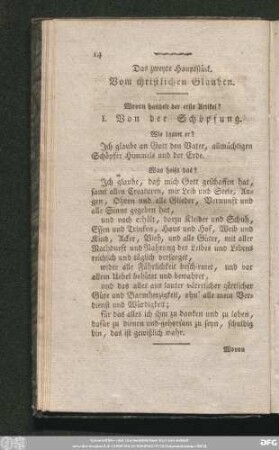 14
Das zweyte Hauptstück.
Vom christlichen Glauben.
Wovon handelt der erste Artikel?
I. Von der Schöpfung.
Wie lautet er?
Ich glaube an Gott den Vater, allmächtigen
Schöpfer Himmels und der Erde.
Was heißt das?
Ich glaube, daß mich Gott geschaffen hat,
samt allen Creaturen, mir Leib und Seele, Au-
gen, Ohren und alle Glieder, Vernunft und
alle Sinne gegeben hat,
und noch erhält, darzu Kleider und Schuh,
Essen und Trinken, Haus und Hof, Weib und
Kind, Acker, Vieh, und alle Güter, mit aller
Nothdurft und Nahrung des Leibes und Lebens
reichlich und täglich versorget,
wider alle Fährlichkeit beschirmet, und vor
allem Uebel behütet und bewahret,
und das alles aus lauter väterlicher göttlicher
Güte und Barmherzigkeit, ohn' alle mein Ver-
dienst und Würdigkeit;
für das alles ich ihm zu danken und zu loben,
dafür zu dienen und gehorsam zu seyn, schuldig
bin, das ist gewißlich wahr.
Wovon